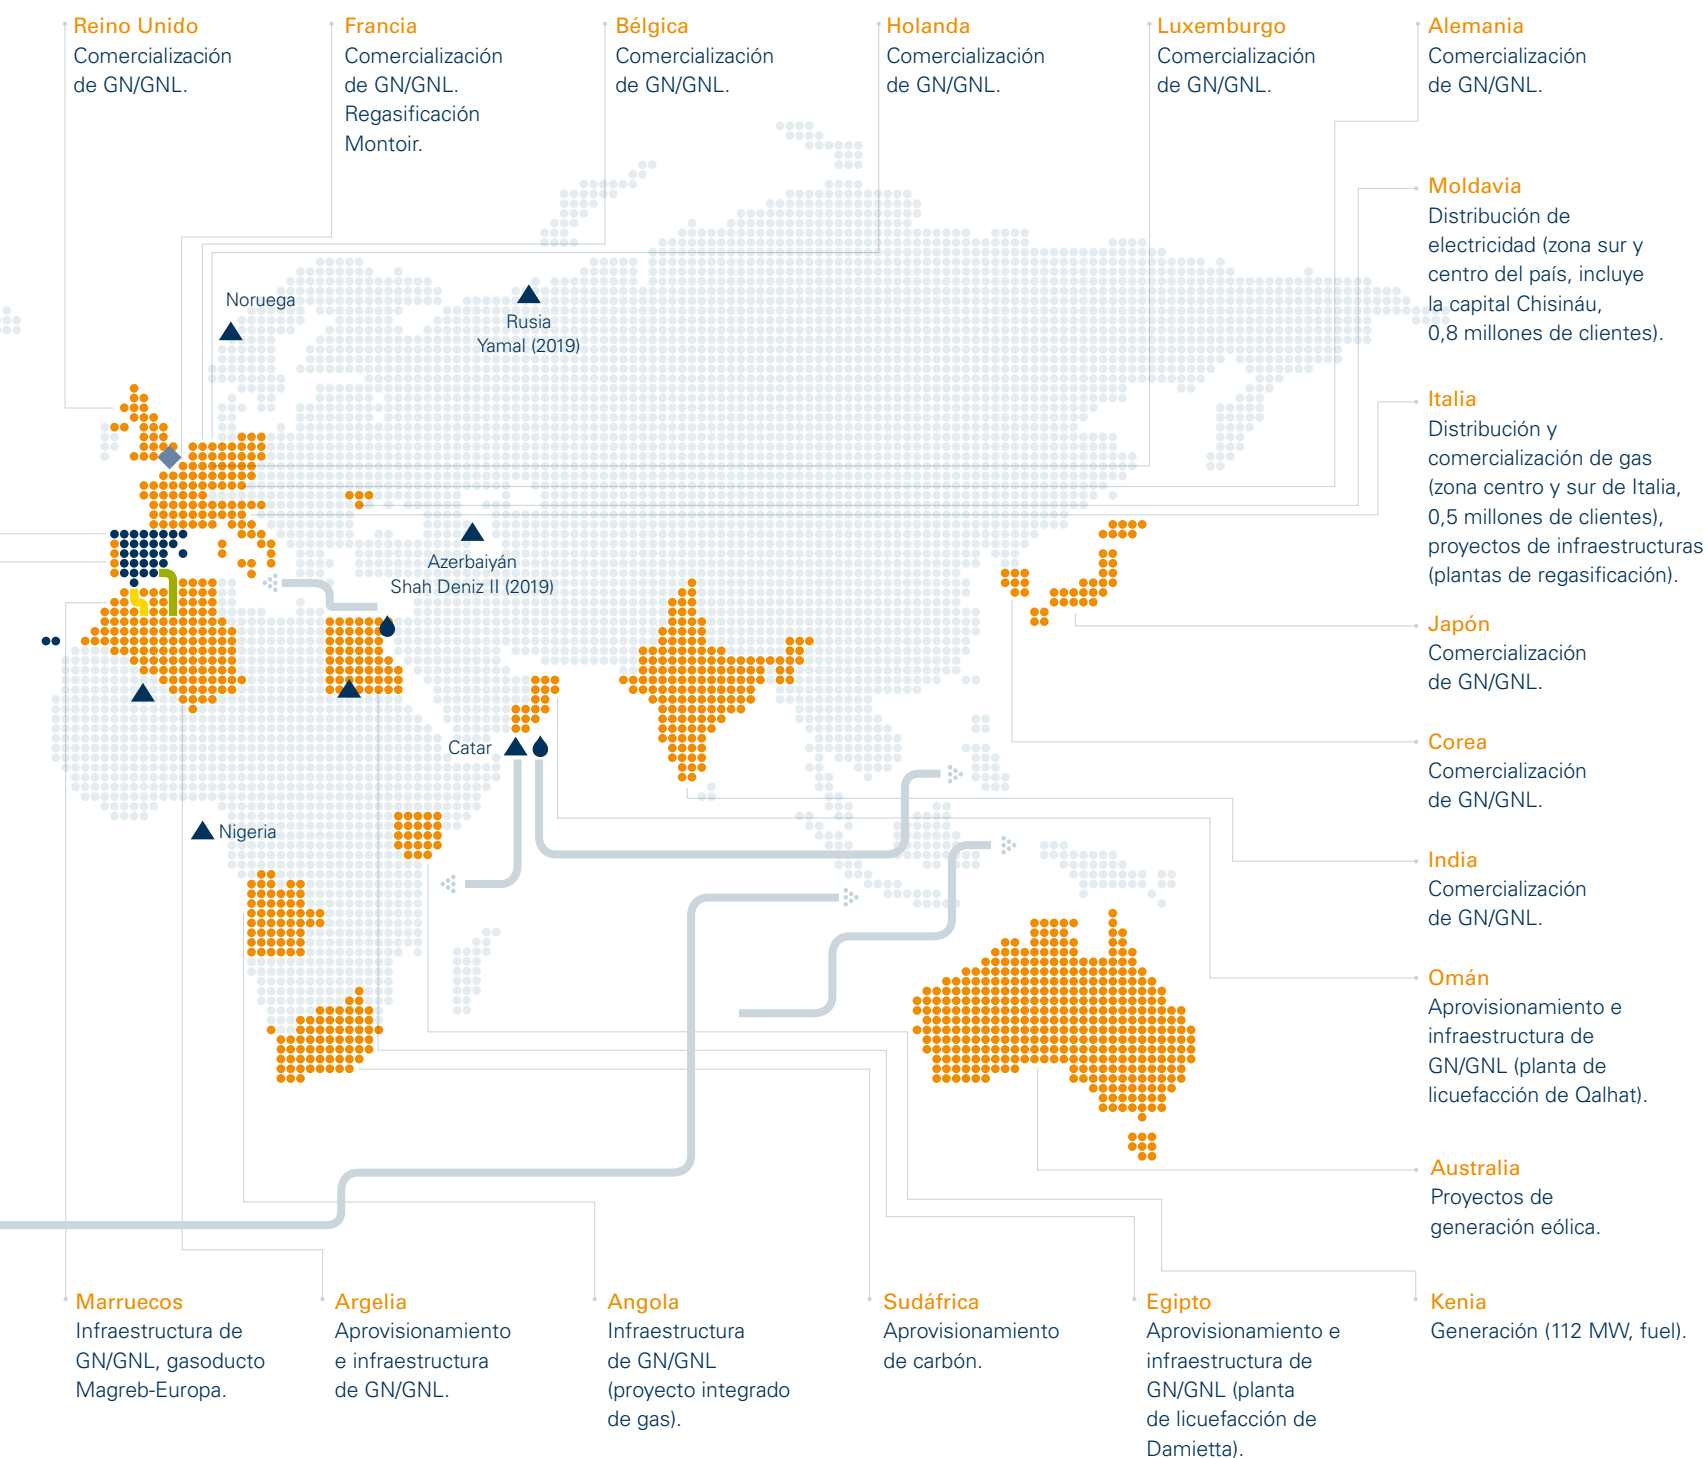 Reino Unido
Comercialización
de GN/GNL.
Francia
Comercialización
de GN/GNL.
Regasificación
Montoir.
Bélgica
Comercialización
de GN/GNL.
Holanda
Comercialización
de GN/GNL.
Luxemburgo
Comercialización
de GN/GNL.
Alemania
Comercialización
de GN/GNL.
Moldavia
Distribución de
electricidad (zona sur y
centro del país, incluye
la capital Chisináu,
0,8 millones de clientes).
Italia
Distribución y
comercialización de gas
(zona centro y sur de Italia,
0,5 millones de clientes),
proyectos de infraestructuras
(plantas de regasificación).
Japón
Comercialización
de GN/GNL.
Corea
Comercialización
de GN/GNL.
India
Comercialización
de GN/GNL.
Omán
Aprovisionamiento e
infraestructura de
GN/GNL (planta de
licuefacción de Qalhat).
Australia
Proyectos de
generación eólica.
Noruega
Rusia
Yamal (2019)
Azerbaiyán
Shah Deniz II (2019)
Catar
Nigeria
Marruecos
Infraestructura de
GN/GNL, gasoducto
Magreb-Europa.
Argelia
Aprovisionamiento
e infraestructura
de GN/GNL.
Angola
Infraestructura
de GN/GNL
(proyecto integrado
de gas).
Sudáfrica
Aprovisionamiento
de carbón.
Egipto
Aprovisionamiento e
infraestructura de
GN/GNL (planta
de licuefacción de
Damietta).
Kenia
Generación (112 MW, fuel).